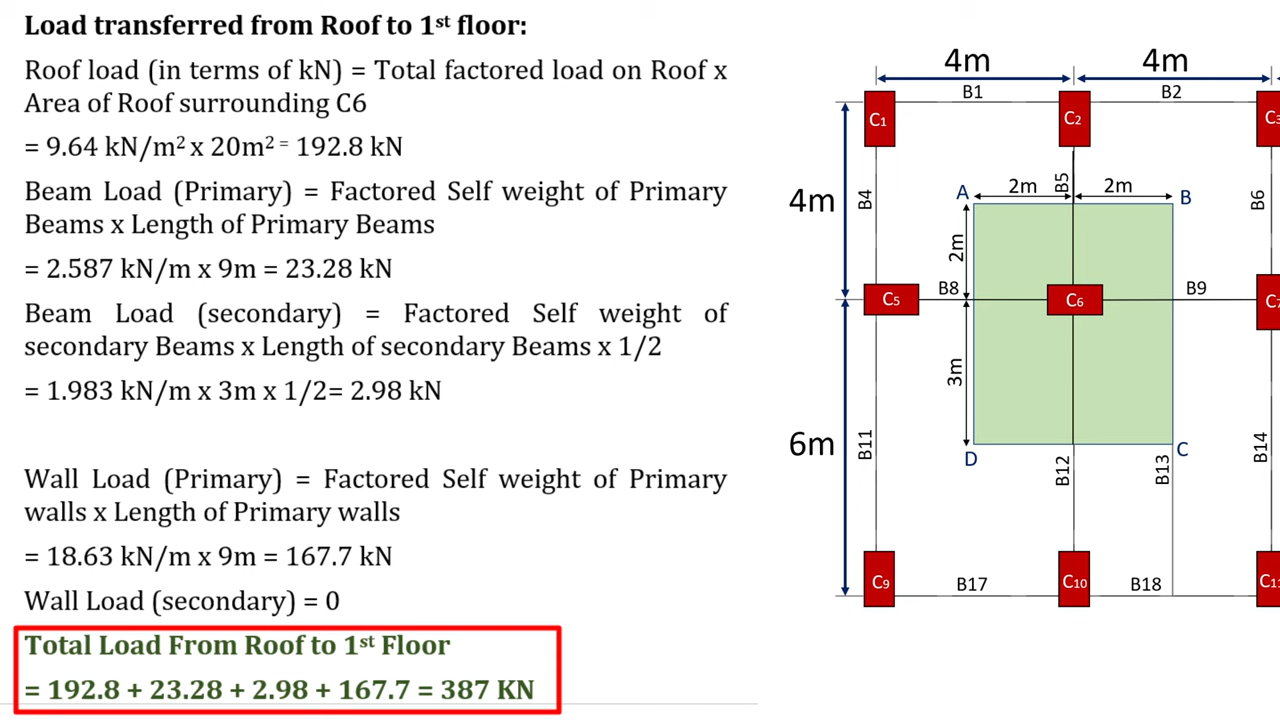 Load transferred from Roof to 1st floor:
Roof load (in terms of kN) = Total factored load on Roof x
Area of Roof surrounding C6
= 9.64 kN/m² x 20m² ⁼ 192.8 kN
Beam Load (Primary) = Factored Self weight of Primary
Beams x Length of Primary Beams
= 2.587 kN/m x 9m = 23.28 kN
Beam Load (secondary) = Factored Self weight of
secondary Beams x Length of secondary Beams x 1/2
= 1.983 kN/m x 3m x 1/2= 2.98 kN
Wall Load (Primary) = Factored Self weight of Primary
walls x Length of Primary walls
= 18.63 kN/m x 9m = 167.7 kN
Wall Load (secondary) = 0
Total Load From Roof to 1st Floor
= 192.8 + 23.28 + 2.98 + 167.7 = 387 KN
4m 4m
B1 B2
C1 C2
4m B4 B5 B6
A 2m 2m B
2m
B8 B9
C5 C6
3m
6m B11 B14
D B12 B13 C
C9 C10
B17 B18